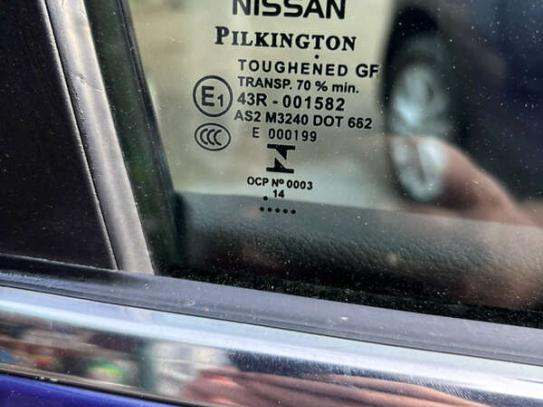 NISSAN
PILKINGTON
TOUGHENED GF
TRANSP. 70 % min.
E1 43R - 001582
AS2 M3240 DOT 662
CCC E 000199
N
OCP Nº 0003
14